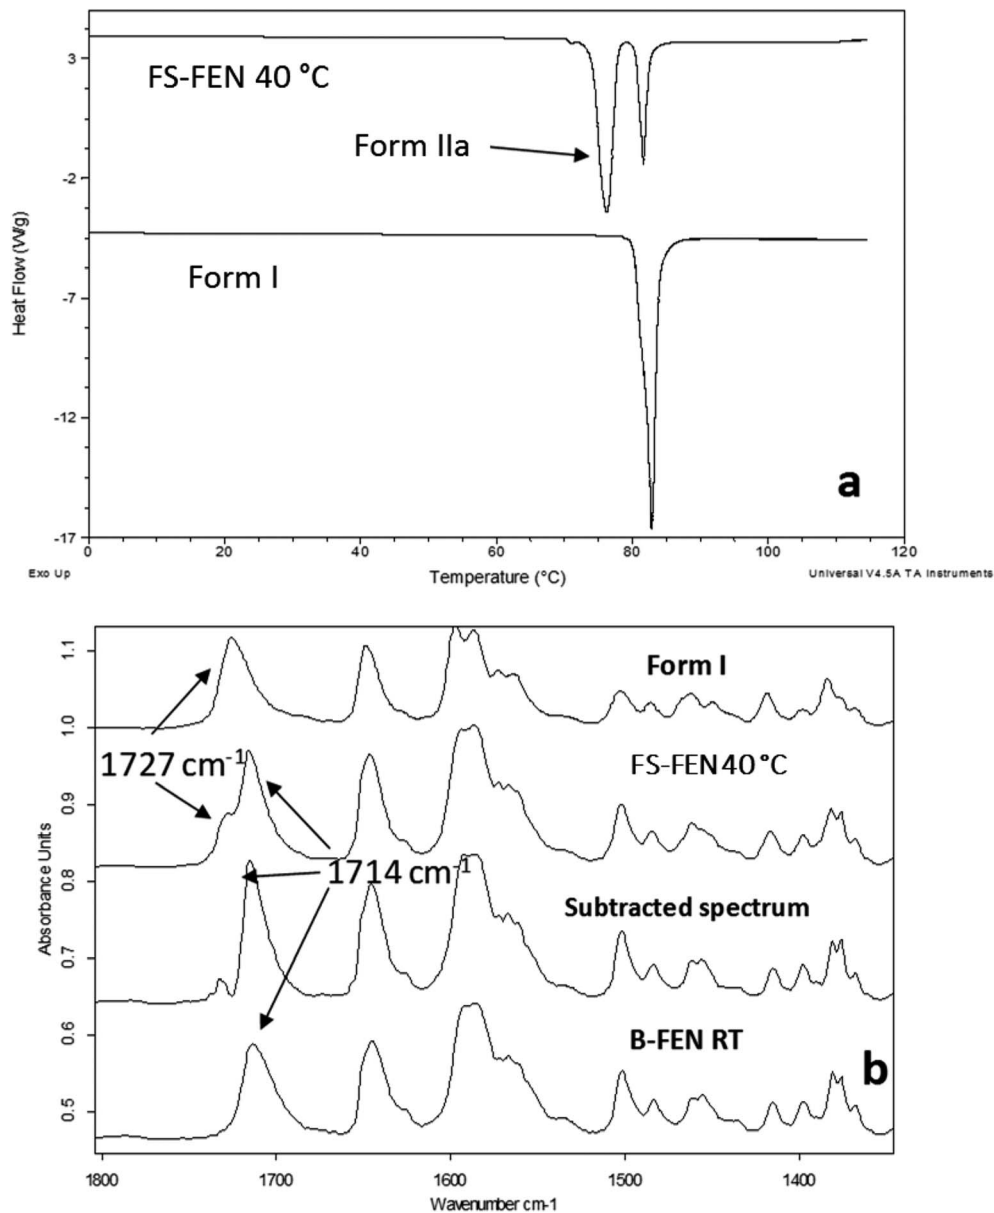 3
FS-FEN 40 °C
Form IIa
-2
Heat Flow (W/g)
Form I
-7
-12
a
-17
0 20 40 60 80 100 120
Exo Up
Temperature (°C)
Universal V4.5A TA Instruments
1.1
Form I
1.0
1727 cm-1
FS-FEN 40 °C
0.9
Absorbance Units
1714 cm-1
0.8
Subtracted spectrum
0.7
0.6
B-FEN RT
b
0.5
1800 1700 1600 1500 1400
Wavenumber cm-1